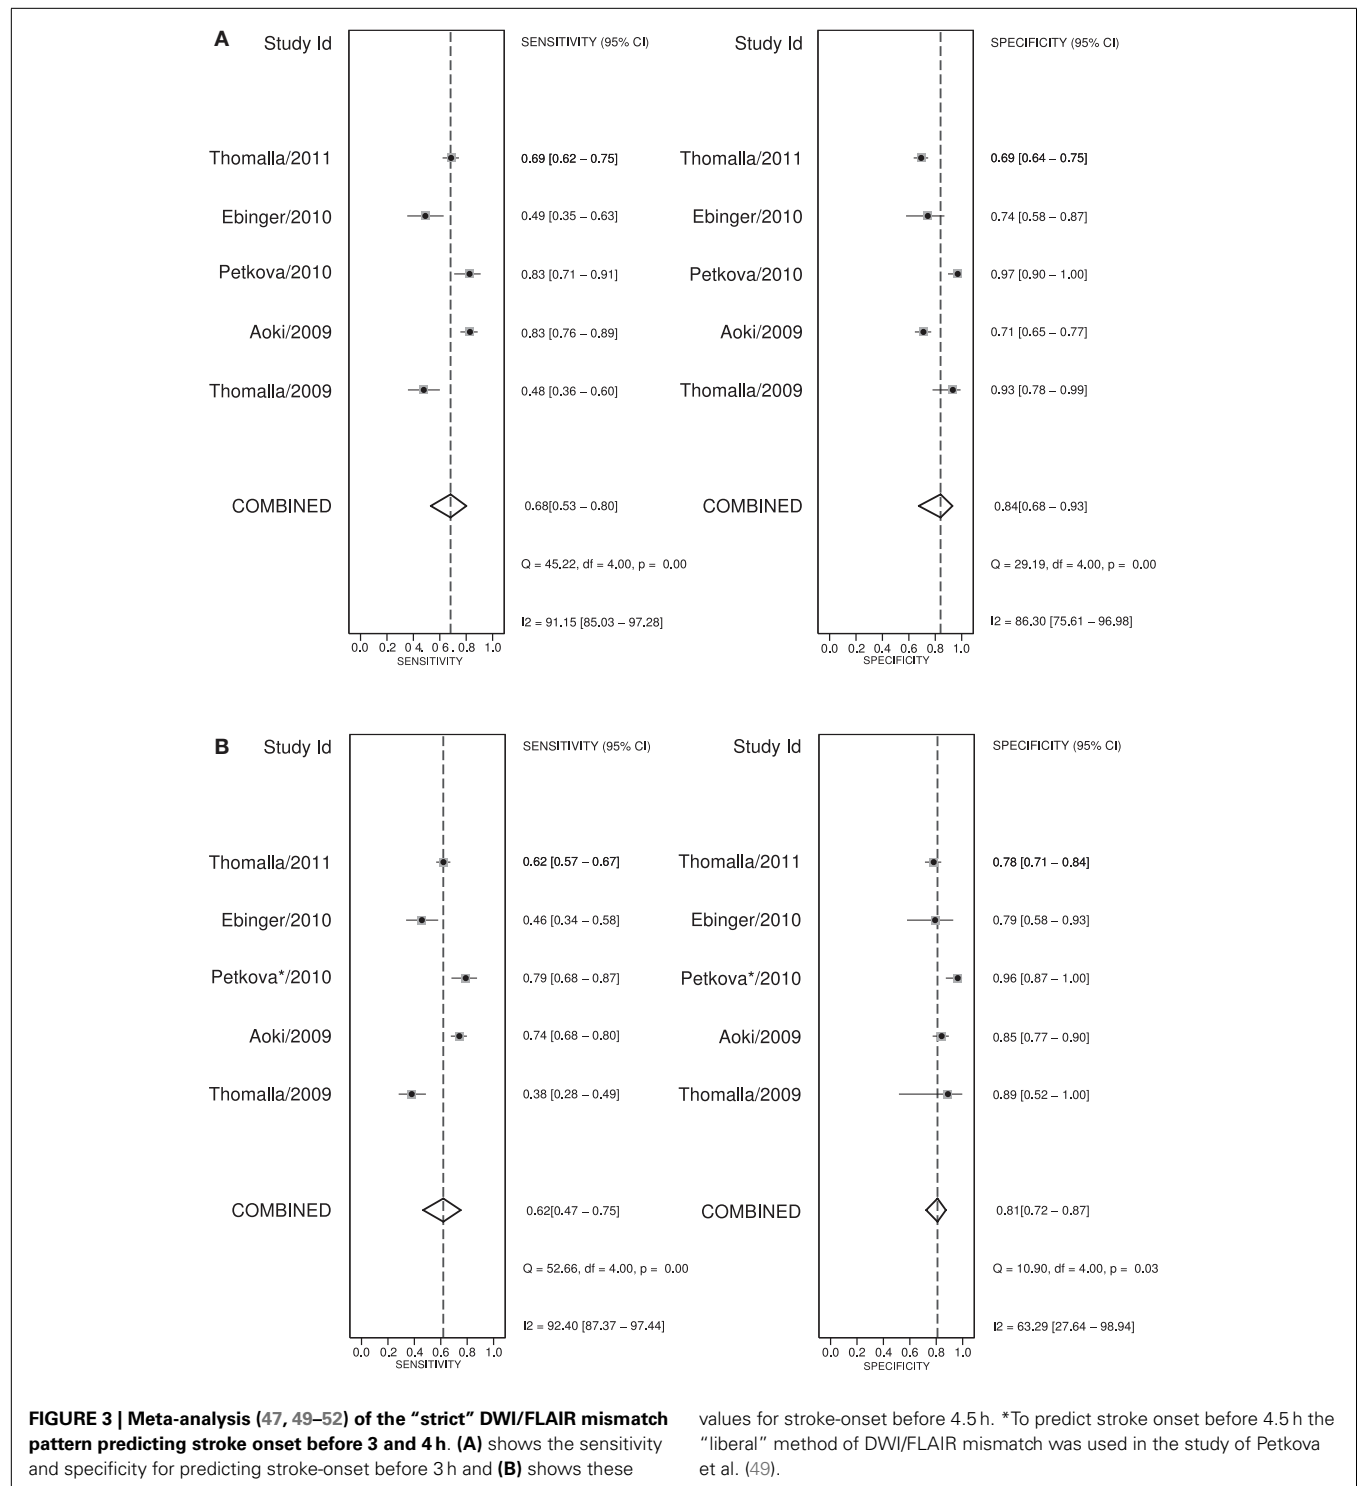 A Study Id SENSITIVITY (95% CI)
Thomalla/2011 0.69 [0.62 – 0.75]
Ebinger/2010 0.49 [0.35 – 0.63]
Petkova/2010 0.83 [0.71 – 0.91]
Aoki/2009 0.83 [0.76 – 0.89]
Thomalla/2009 0.48 [0.36 – 0.60]
COMBINED 0.68[0.53 – 0.80]
Q = 45.22, df = 4.00, p = 0.00
I2 = 91.15 [85.03 – 97.28]
0.0 0.2 0 4. 0 6 . 0.8 1.0
SENSITIVITY
Study Id SPECIFICITY (95% CI)
Thomalla/2011 0.69 [0.64 – 0.75]
Ebinger/2010 0.74 [0.58 – 0.87]
Petkova/2010 0.97 [0.90 – 1.00]
Aoki/2009 0.71 [0.65 – 0.77]
Thomalla/2009 0.93 [0.78 – 0.99]
COMBINED 0.84[0.68 – 0.93]
Q = 29.19, df = 4.00, p = 0.00
I2 = 86.30 [75.61 – 96.98]
0.0 0.2 0.4 0.6 0.8 1.0
SPECIFICITY
B Study Id SENSITIVITY (95% CI)
Thomalla/2011 0.62 [0.57 – 0.67]
Ebinger/2010 0.46 [0.34 – 0.58]
Petkova*/2010 0.79 [0.68 – 0.87]
Aoki/2009 0.74 [0.68 – 0.80]
Thomalla/2009 0.38 [0.28 – 0.49]
COMBINED 0.62[0.47 – 0.75]
Q = 52.66, df = 4.00, p = 0.00
I2 = 92.40 [87.37 – 97.44]
0.0 0.2 0.4 0.6 0.8 1.0
SENSITIVITY
Study Id SPECIFICITY (95% CI)
Thomalla/2011 0.78 [0.71 – 0.84]
Ebinger/2010 0.79 [0.58 – 0.93]
Petkova*/2010 0.96 [0.87 – 1.00]
Aoki/2009 0.85 [0.77 – 0.90]
Thomalla/2009 0.89 [0.52 – 1.00]
COMBINED 0.81[0.72 – 0.87]
Q = 10.90, df = 4.00, p = 0.03
I2 = 63.29 [27.64 – 98.94]
0.0 0.2 0.4 0.6 0.8 1.0
SPECIFICITY
FIGURE 3 | Meta-analysis (47, 49–52) of the “strict” DWI/FLAIR mismatch
pattern predicting stroke onset before 3 and 4 h. (A) shows the sensitivity
and specificity for predicting stroke-onset before 3 h and (B) shows these
values for stroke-onset before 4.5 h. *To predict stroke onset before 4.5 h the
“liberal” method of DWI/FLAIR mismatch was used in the study of Petkova
et al. (49).